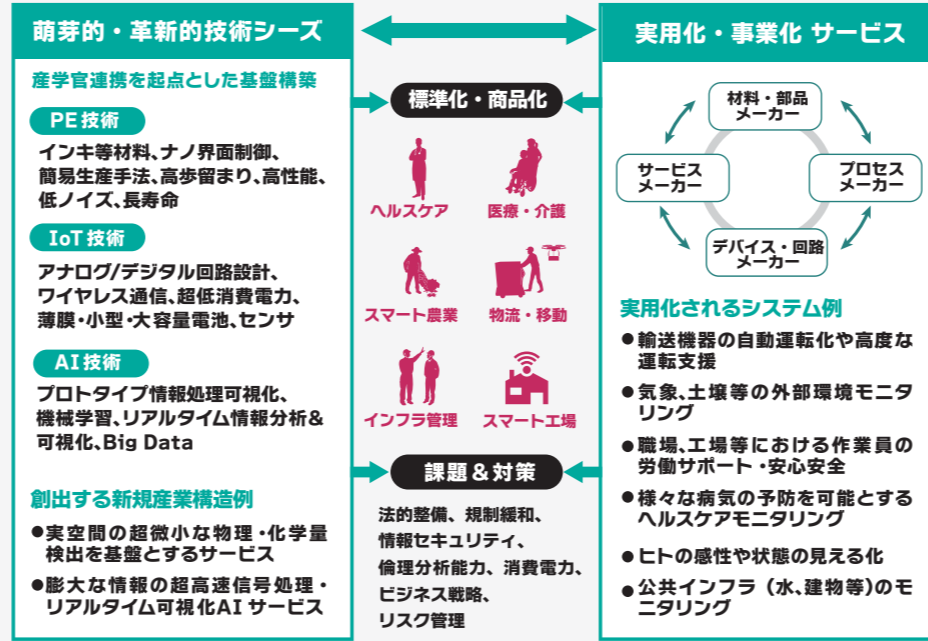 萌芽的・革新的技術シーズ
産学官連携を起点とした基盤構築
PE技術
インキ等材料、ナノ界面制御、
簡易生産手法、高歩留まり、高性能、
低ノイズ、長寿命
IoT技術
アナログ/デジタル回路設計、
ワイヤレス通信、超低消費電力、
薄膜・小型・大容量電池、センサ
AI技術
プロトタイプ情報処理可視化、
機械学習、リアルタイム情報分析&
可視化、Big Data
創出する新規産業構造例
●実空間の超微小な物理・化学量
検出を基盤とするサービス
●膨大な情報の超高速信号処理・
リアルタイム可視化AI サービス
標準化・商品化
ヘルスケア
医療・介護
スマート農業
物流・移動
インフラ管理
スマート工場
課題&対策
法的整備、規制緩和、
情報セキュリティ、
倫理分析能力、消費電力、
ビジネス戦略、
リスク管理
実用化・事業化 サービス
材料・部品
メーカー
サービス
メーカー
プロセス
メーカー
デバイス・回路
メーカー
実用化されるシステム例
●輸送機器の自動運転化や高度な
運転支援
●気象、土壌等の外部環境モニタ
リング
●職場、工場等における作業員の
労働サポート・安心安全
●様々な病気の予防を可能とする
ヘルスケアモニタリング
●ヒトの感性や状態の見える化
●公共インフラ (水、建物等)のモ
ニタリング